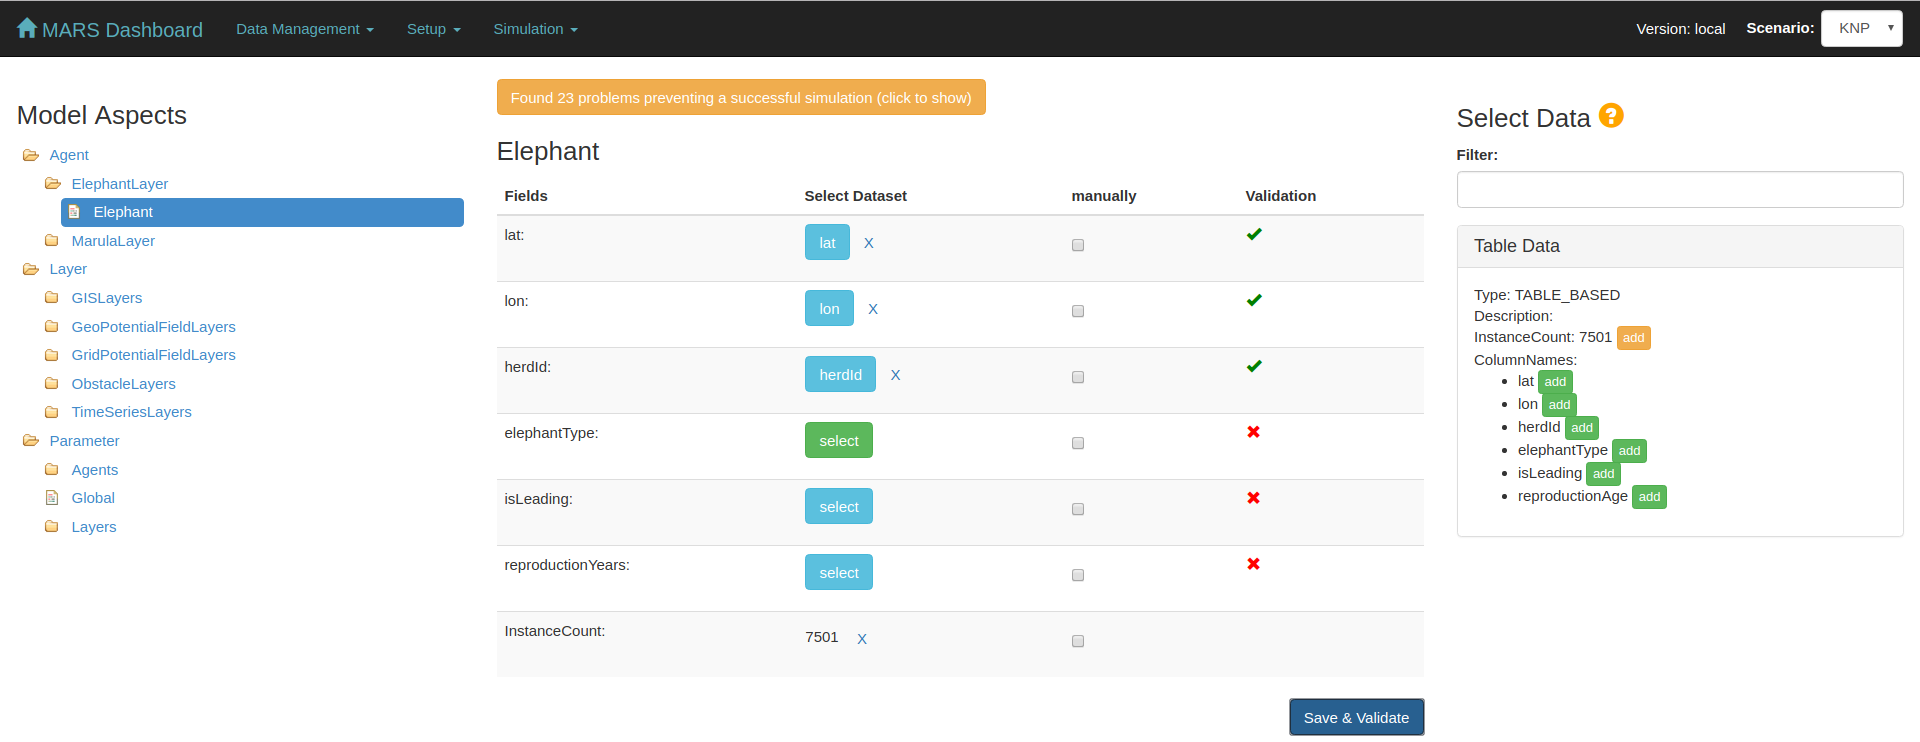 MARS Dashboard Data Management Setup Simulation Version: local Scenario: KNP
Model Aspects
Agent
ElephantLayer
Elephant
MarulaLayer
Layer
GISLayers
GeoPotentialFieldLayers
GridPotentialFieldLayers
ObstacleLayers
TimeSeriesLayers
Parameter
Agents
Global
Layers
Found 23 problems preventing a successful simulation (click to show)
Elephant
Fields Select Dataset manually Validation
lat: lat X
lon: lon X
herdId: herdId X
elephantType: select
isLeading: select
reproductionYears: select
InstanceCount: 7501 X
Save & Validate
Select Data ?
Filter:
Table Data
Type: TABLE_BASED
Description:
InstanceCount: 7501 add
ColumnNames:
lat add
lon add
herdId add
elephantType add
isLeading add
reproductionAge add